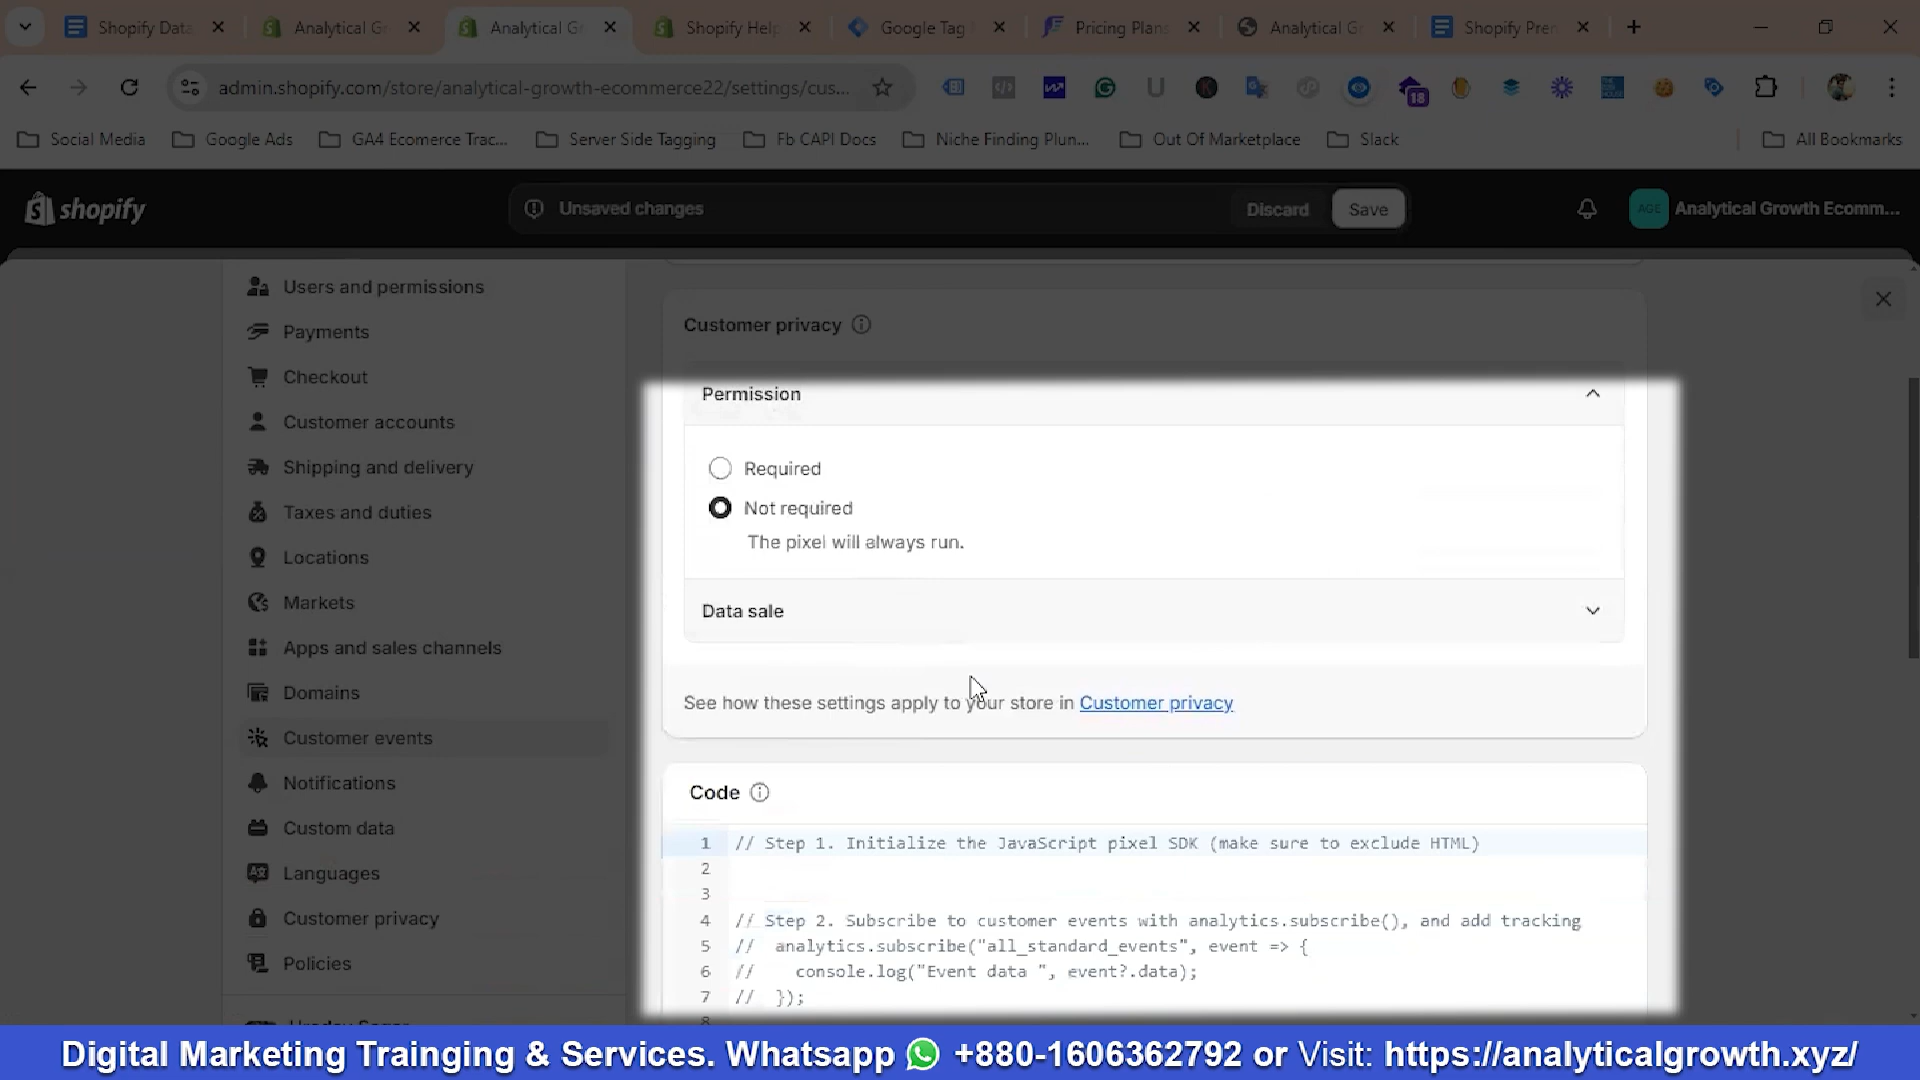 Shopify Data
Analytical Gr
Analytical Gr
Shopify Help
Google Tag
Pricing Plans
Analytical Gr
Shopify Prem
admin.shopify.com/store/analytical-growth-ecommerce22/settings/cus...
18
Social Media
Google Ads
GA4 Ecomerce Trac...
Server Side Tagging
Fb CAPI Docs
Niche Finding Plun...
Out Of Marketplace
Slack
All Bookmarks
shopify
Unsaved changes
Discard
Save
AGE
Analytical Growth Ecomm...
Users and permissions
Payments
Checkout
Customer accounts
Shipping and delivery
Taxes and duties
Locations
Markets
Apps and sales channels
Domains
Customer events
Notifications
Custom data
Languages
Customer privacy
Policies
Customer privacy
Permission
Required
Not required
The pixel will always run.
Data sale
See how these settings apply to your store in Customer privacy
Code
1 // Step 1. Initialize the JavaScript pixel SDK (make sure to exclude HTML)
2
3
4 // Step 2. Subscribe to customer events with analytics.subscribe(), and add tracking
5 // analytics.subscribe("all_standard_events", event => {
6 // console.log("Event data ", event?.data);
7 // });
8
Digital Marketing Trainging & Services. Whatsapp +880-1606362792 or Visit: https://analyticalgrowth.xyz/